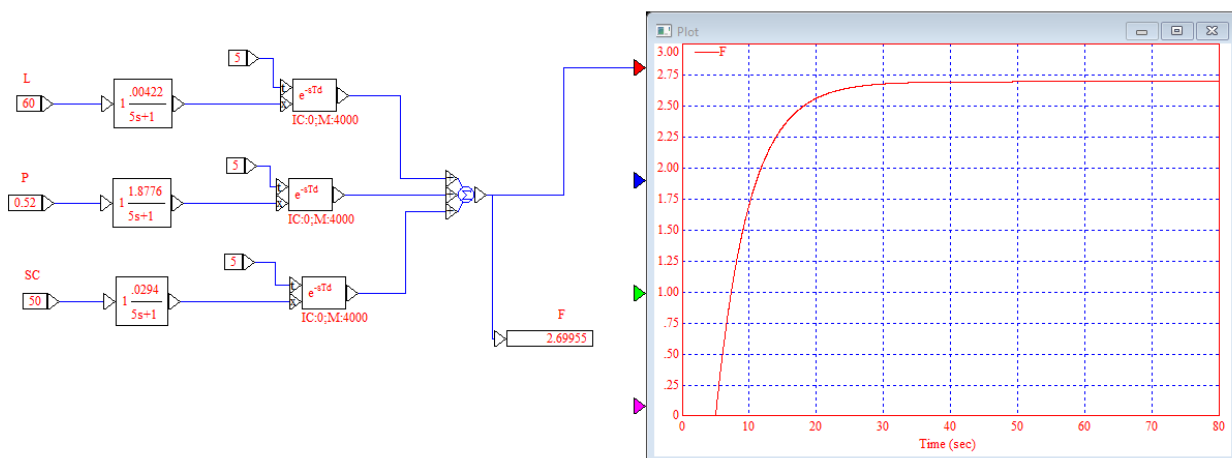 L
60
1 .00422
5s+1
5
e-sTd
IC:0;M:4000
P
0.52
1 1.8776
5s+1
5
e-sTd
IC:0;M:4000
SC
50
1 .0294
5s+1
5
e-sTd
IC:0;M:4000
Σ
F
2.69955
Plot
F
3.00
2.75
2.50
2.25
2.00
1.75
1.50
1.25
1.00
.75
.50
.25
0
0 10 20 30 40 50 60 70 80
Time (sec)